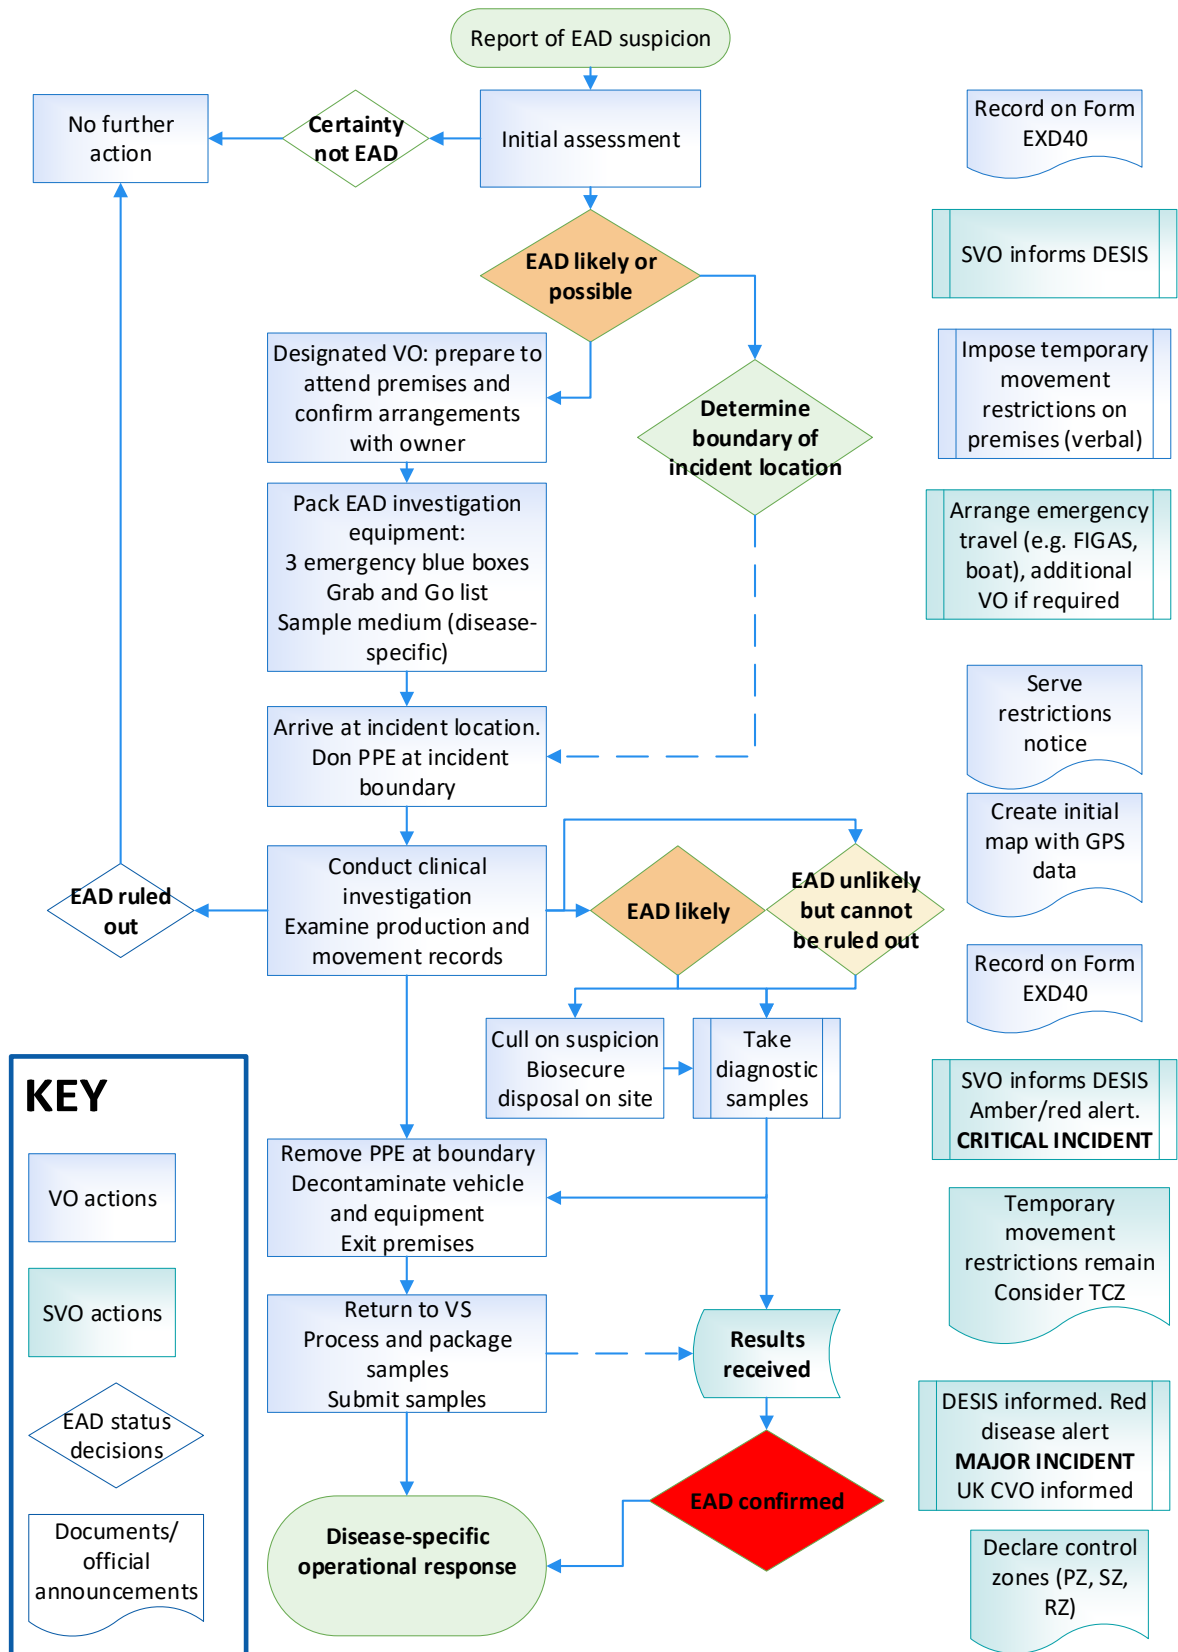 Report of EAD suspicion
No further
action
Certainty
not EAD
Initial assessment
Record on Form
EXD40
SVO informs DESIS
EAD likely or
possible
Designated VO: prepare to
attend premises and
confirm arrangements
with owner
Determine
boundary of
incident location
Impose temporary
movement
restrictions on
premises (verbal)
Pack EAD investigation
equipment:
3 emergency blue boxes
Grab and Go list
Sample medium (disease-
specific)
Arrange emergency
travel (e.g. FIGAS,
boat), additional
VO if required
Arrive at incident location.
Don PPE at incident
boundary
Serve
restrictions
notice
Create initial
map with GPS
data
EAD ruled
out
Conduct clinical
investigation
Examine production and
movement records
EAD likely
EAD unlikely
but cannot
be ruled out
Record on Form
EXD40
Cull on suspicion
Biosecure
disposal on site
Take
diagnostic
samples
SVO informs DESIS
Amber/red alert.
CRITICAL INCIDENT
Remove PPE at boundary
Decontaminate vehicle
and equipment
Exit premises
Temporary
movement
restrictions remain
Consider TCZ
Return to VS
Process and package
samples
Submit samples
Results
received
DESIS informed. Red
disease alert
MAJOR INCIDENT
UK CVO informed
EAD confirmed
Disease-specific
operational response
Declare control
zones (PZ, SZ,
RZ)
KEY
VO actions
SVO actions
EAD status
decisions
Documents/
official
announcements